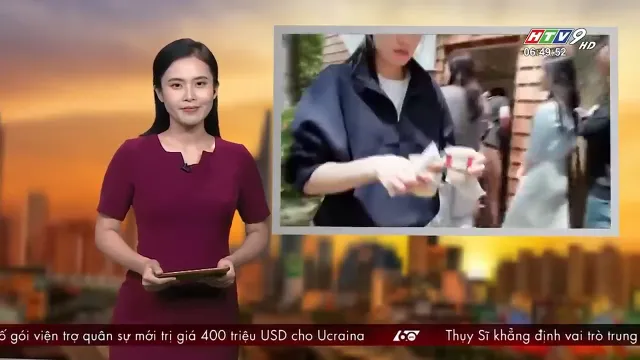 HTV9 HD
06:49:52
ố gói viện trợ quân sự mới trị giá 400 triệu USD cho Ucraina
60
Thụy Sĩ khẳng định vai trò trung